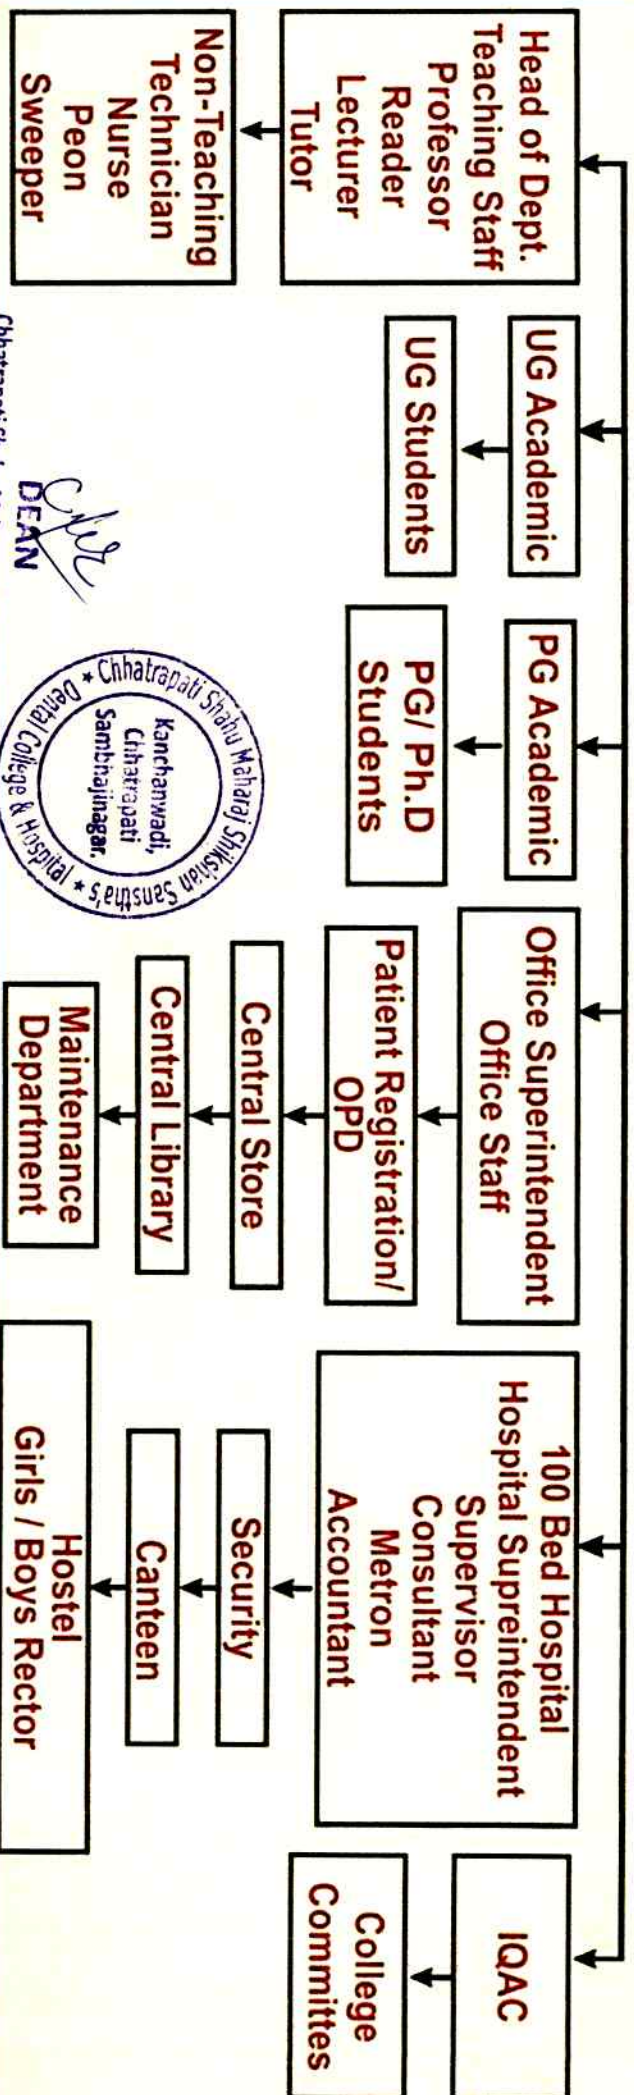 Head of Dept.
Teaching Staff
Professor
Reader
Lecturer
Tutor
Non-Teaching
Technician
Nurse
Peon
Sweeper
UG Academic
UG Students
PG Academic
PG/ Ph.D
Students
Office Superintendent
Office Staff
Patient Registration/
OPD
Central Store
Central Library
Maintenance
Department
100 Bed Hospital
Hospital Supreintendent
Supervisor
Consultant
Metron
Accountant
Security
Canteen
Hostel
Girls / Boys Rector
IQAC
College
Committes
DEAN
Chhatrapati Shahu Maharaj Shikshan Sanstha's
Dental College & Hospital
Kanchanwadi,
Chhatrapati
Sambhajinagar.